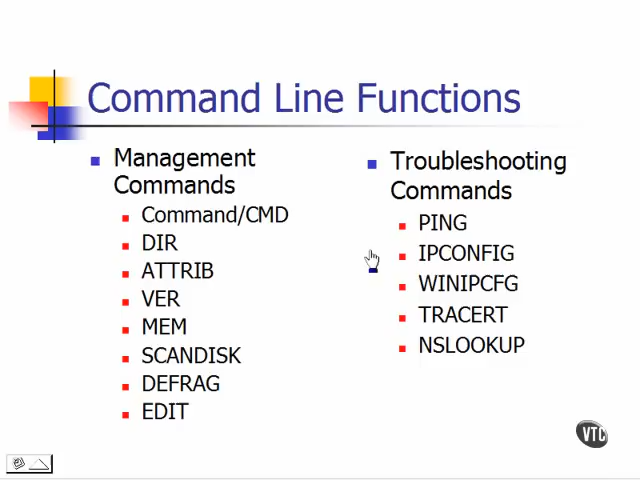 Command Line Functions
Management
Commands
Command/CMD
DIR
ATTRIB
VER
MEM
SCANDISK
DEFRAG
EDIT
Troubleshooting
Commands
PING
IPCONFIG
WINIPCFG
TRACERT
NSLOOKUP
VTC